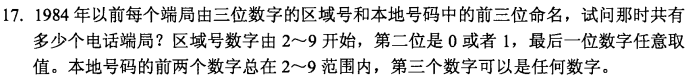 17. 1984 年以前每个端局由三位数字的区域号和本地号码中的前三位命名，试问那时共有
多少个电话端局？区域号数字由 2～9 开始，第二位是 0 或者 1，最后一位数字任意取
值。本地号码的前两个数字总在 2～9 范围内，第三个数字可以是任何数字。